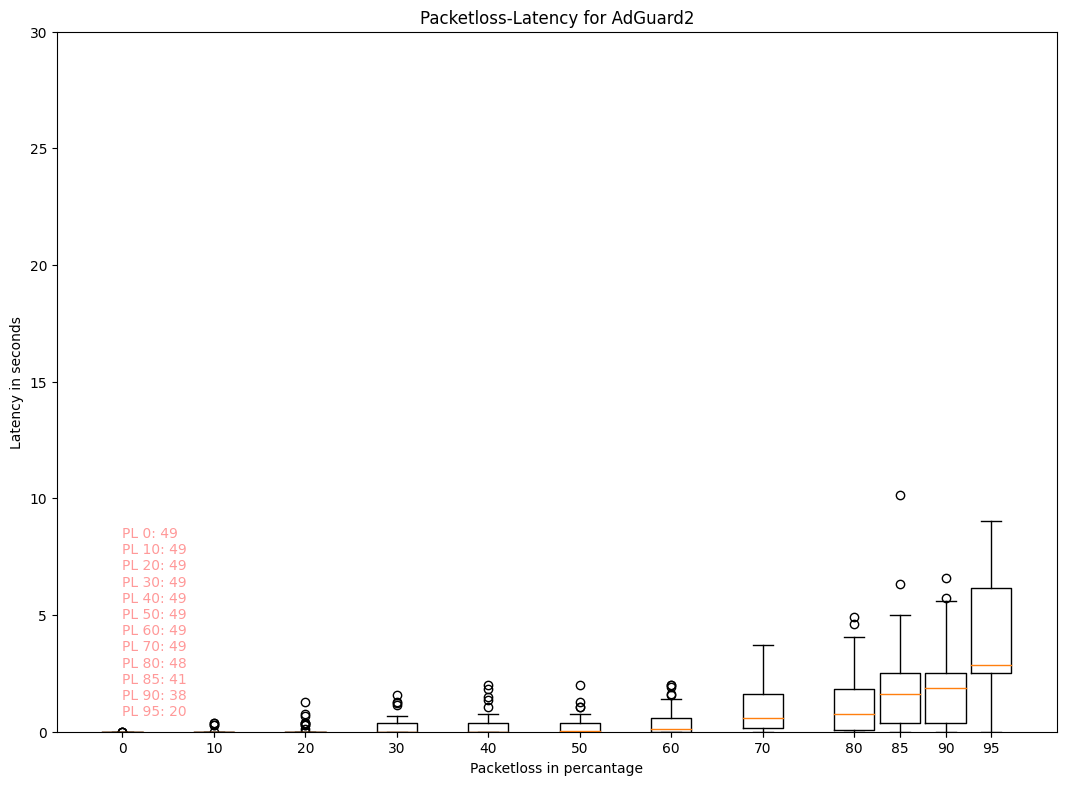 Packetloss-Latency for AdGuard2
30
25
20
15
10
5
0
Latency in seconds
PL 0: 49
PL 10: 49
PL 20: 49
PL 30: 49
PL 40: 49
PL 50: 49
PL 60: 49
PL 70: 49
PL 80: 48
PL 85: 41
PL 90: 38
PL 95: 20
0 10 20 30 40 50 60 70 80 85 90 95
Packetloss in percantage